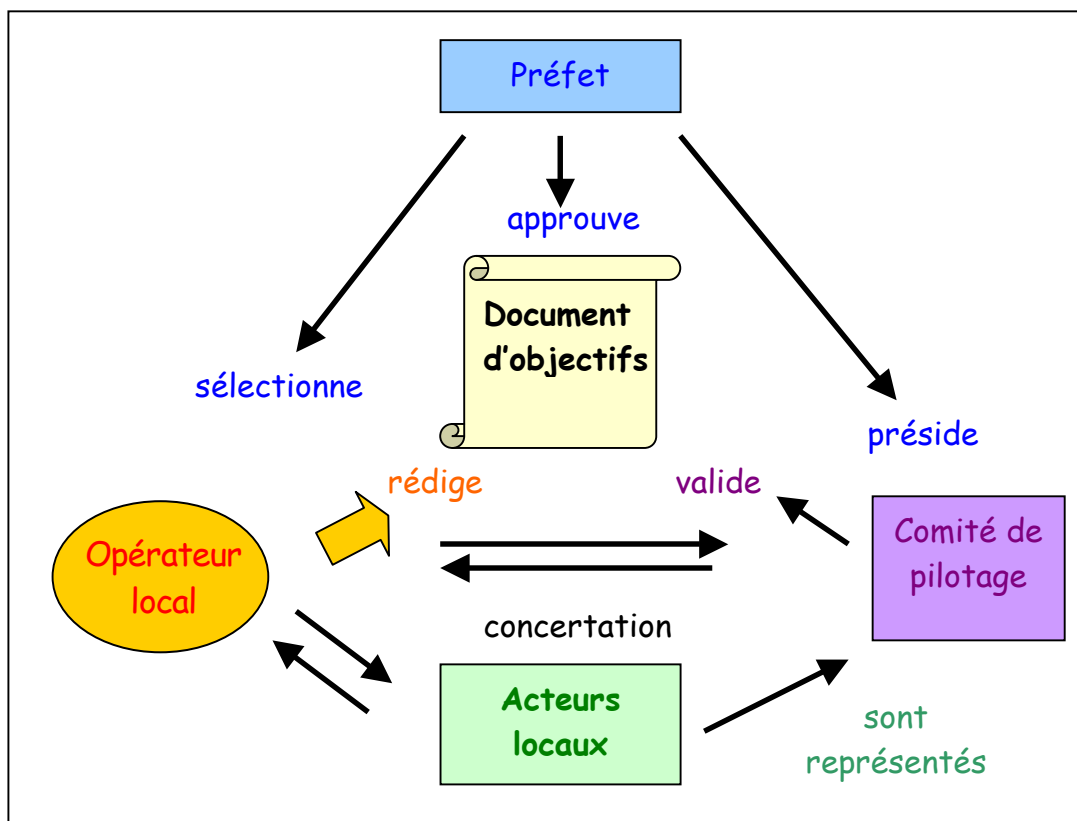 Préfet
approuve
Document
d'objectifs
sélectionne
préside
rédige
valide
Opérateur
local
Comité de
pilotage
concertation
Acteurs
locaux
sont
représentés